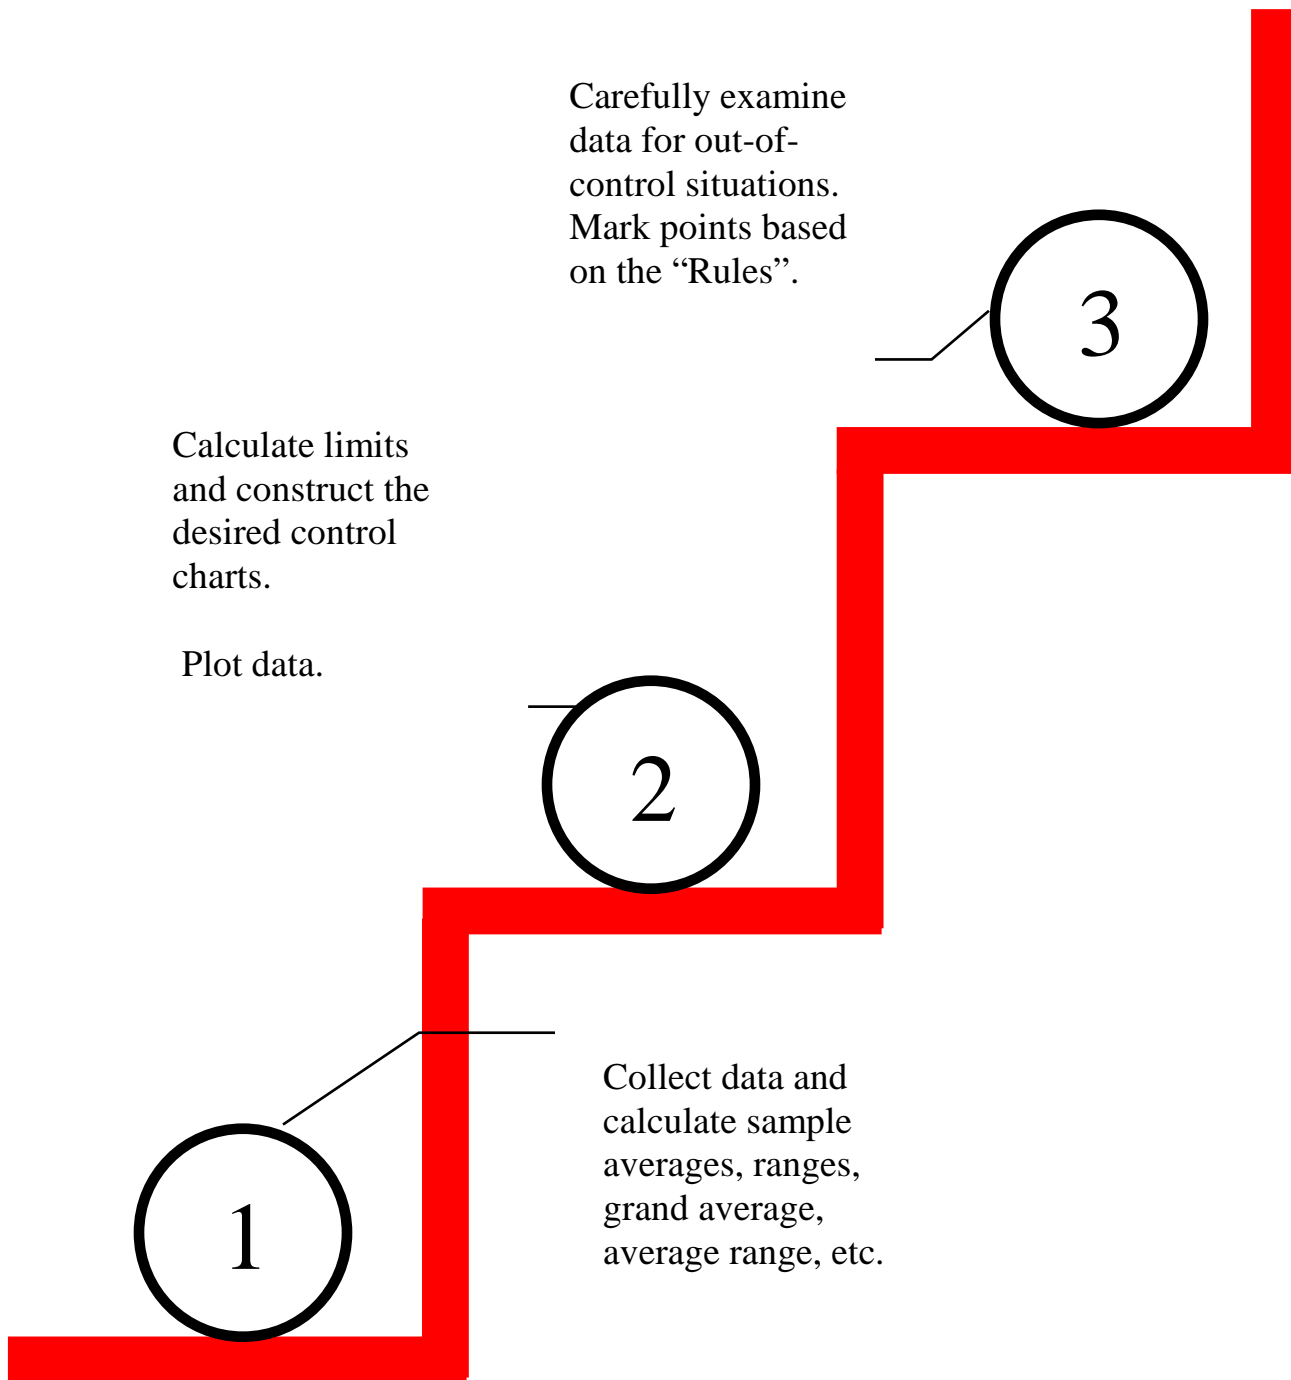 Carefully examine
data for out-of-
control situations.
Mark points based
on the “Rules”.
3
Calculate limits
and construct the
desired control
charts.
Plot data.
2
Collect data and
calculate sample
averages, ranges,
grand average,
average range, etc.
1